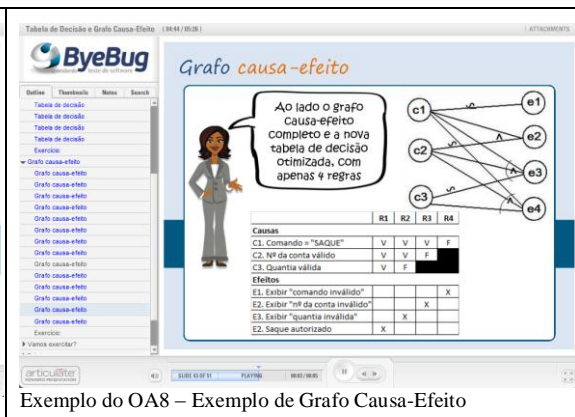 Tabela de Decisão e Grafo Causa-Efeito (04:44 / 05:26)
ATTACHMENTS
ByeBug
teste de software
Grafo causa-efeito
Outline Thumbnails Notes Search
Tabela de decisão
Tabela de decisão
Tabela de decisão
Tabela de decisão
Exercício:
Grafo causa-efeito
Grafo causa-efeito
Grafo causa-efeito
Grafo causa-efeito
Grafo causa-efeito
Grafo causa-efeito
Grafo causa-efeito
Grafo causa-efeito
Grafo causa-efeito
Grafo causa-efeito
Grafo causa-efeito
Grafo causa-efeito
Grafo causa-efeito
Exercício:
Vamos exercitar?
Ao lado o grafo
causa-efeito
completo e a nova
tabela de decisão
otimizada, com
apenas 4 regras
c1
c2
c3
e1
e2
e3
e4
R1 R2 R3 R4
Causas
C1. Comando = "SAQUE" V V V F
C2. Nº da conta válido V V F
C3. Quantia válida V F
Efeitos
E1. Exibir "comando inválido" X
E2. Exibir "nº da conta inválido" X
E3. Exibir "quantia inválida" X
E2. Saque autorizado X
articulate
PLAYING
Exemplo do OA8 – Exemplo de Grafo Causa-Efeito